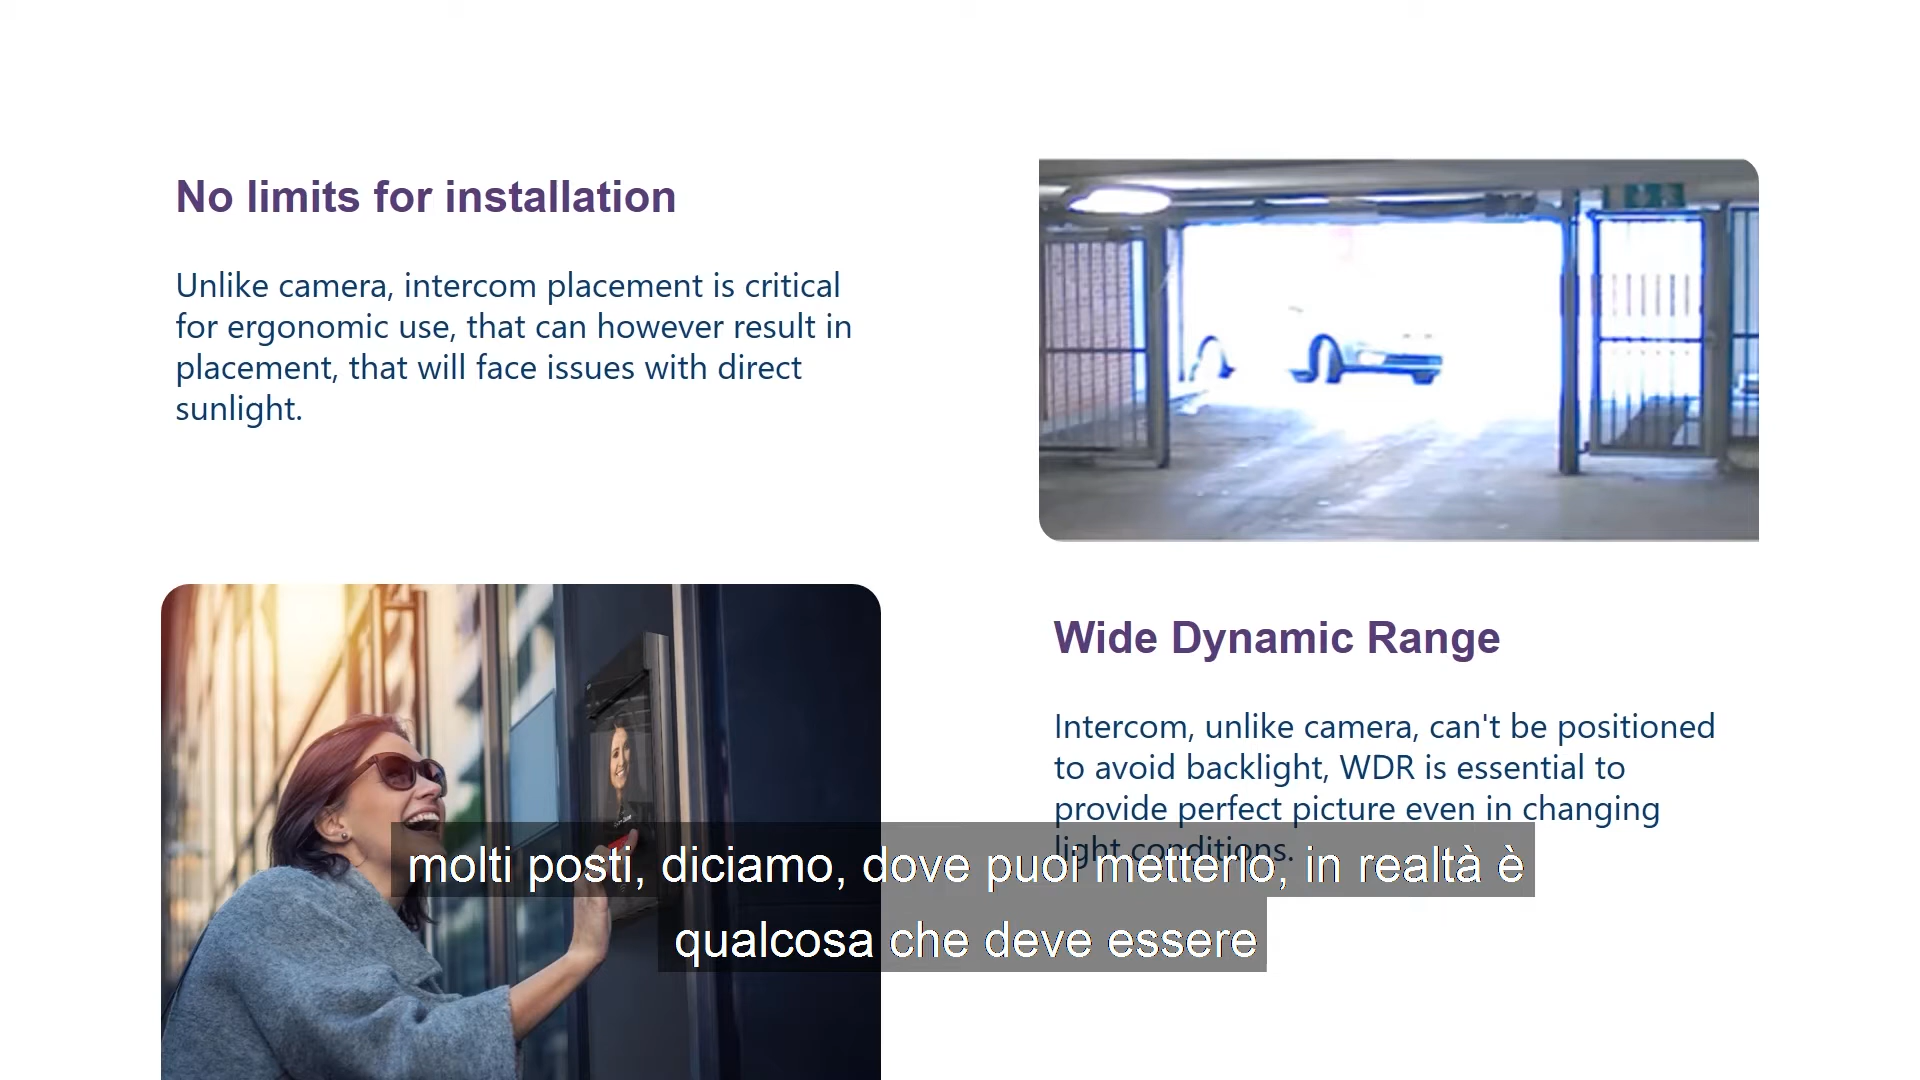 No limits for installation
Unlike camera, intercom placement is critical
for ergonomic use, that can however result in
placement, that will face issues with direct
sunlight.
Wide Dynamic Range
Intercom, unlike camera, can't be positioned
to avoid backlight, WDR is essential to
provide perfect picture even in changing
light conditions.
molti posti, diciamo, dove puoi metterlo, in realtà è
qualcosa che deve essere